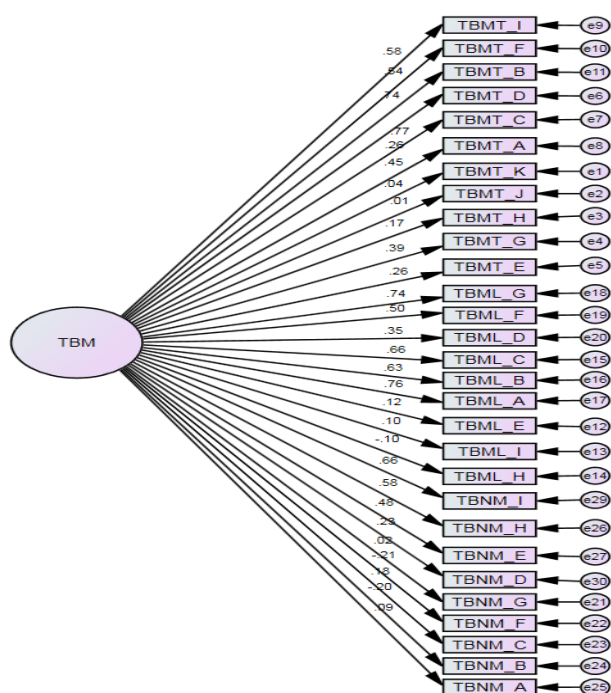 TBMT_I e9
.58
TBMT_F e10
.54
TBMT_B e11
.74
TBMT_D e6
TBMT_C e7
.77
.26
TBMT_A e8
.45
TBMT_K e1
.04
TBMT_J e2
.01
TBMT_H e3
.17
TBMT_G e4
.39
TBMT_E e5
.26
TBML_G e18
.74
.50
TBML_F e19
TBML_D e20
.35
TBM
TBML_C e15
.66
TBML_B e16
.63
.76
TBML_A e17
.12
TBML_E e12
.10
TBML_I e13
-.10
.66
TBML_H e14
.58
TBNM_I e29
.48
.23
TBNM_H e26
.02
TBNM_E e27
-.21
.18
TBNM_D e30
-.20
TBNM_G e21
.09
TBNM_F e22
TBNM_C e23
TBNM_B e24
TBNM_A e25